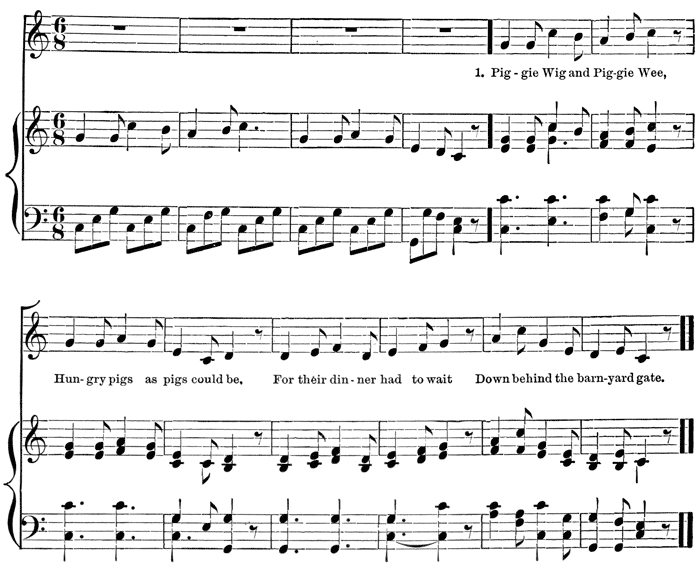 1. Pig-gie Wig and Pig-gie Wee,
Hun-gry pigs as pigs could be, For their din-ner had to wait Down behind the barn-yard gate.